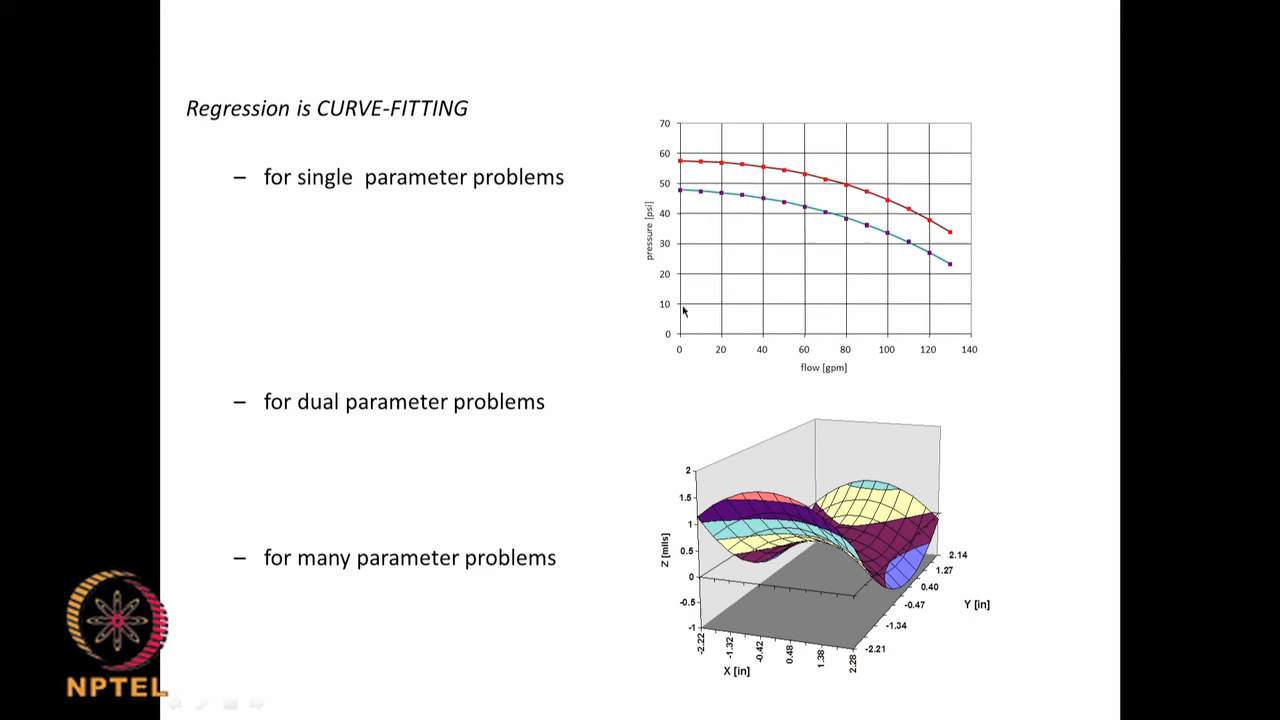 Regression is CURVE-FITTING
– for single parameter problems
70
60
50
40
30
20
10
0
pressure [psi]
0 20 40 60 80 100 120 140
flow [gpm]
– for dual parameter problems
2
1.5
1
0.5
0
-0.5
-1
Z [mils]
-2.22 -1.32 -0.42 0.48 1.38 2.28
X [in]
2.14
1.27
0.40
-0.47
-1.34
-2.21
Y [in]
– for many parameter problems
NPTEL